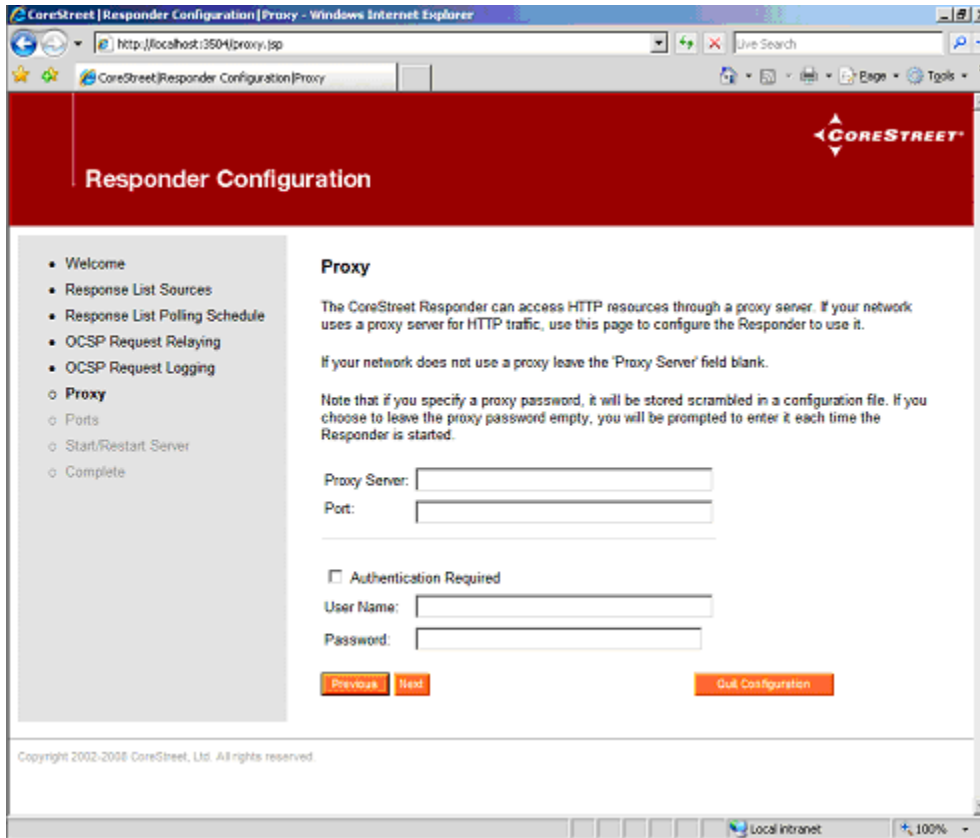 CoreStreet|Responder Configuration|Proxy - Windows Internet Explorer
http://localhost:3504/proxy.jsp
Live Search
CoreStreet|Responder Configuration|Proxy
Page
Tools
CORESTREET
Responder Configuration
Welcome
Response List Sources
Response List Polling Schedule
OCSP Request Relaying
OCSP Request Logging
Proxy
Ports
Start/Restart Server
Complete
Proxy
The CoreStreet Responder can access HTTP resources through a proxy server. If your network
uses a proxy server for HTTP traffic, use this page to configure the Responder to use it.
If your network does not use a proxy leave the 'Proxy Server' field blank.
Note that if you specify a proxy password, it will be stored scrambled in a configuration file. If you
choose to leave the proxy password empty, you will be prompted to enter it each time the
Responder is started.
Proxy Server:
Port:
Authentication Required
User Name:
Password:
Previous
Next
Quit Configuration
Copyright 2002-2008 CoreStreet, Ltd. All rights reserved.
Local intranet
100%